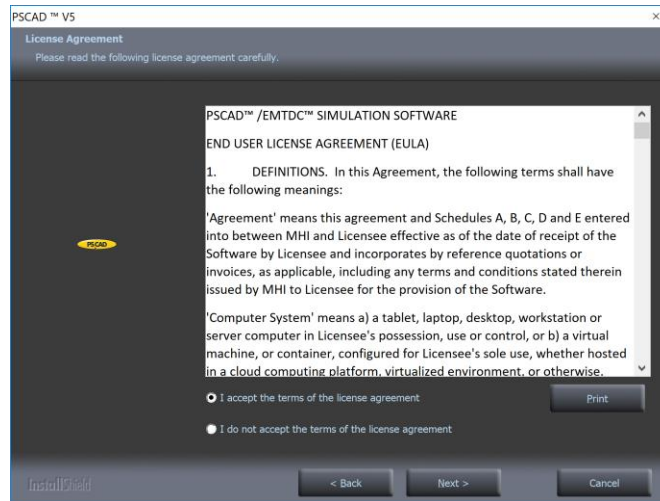 PSCAD ™ V5
License Agreement
Please read the following license agreement carefully.
PSCAD™ /EMTDC™ SIMULATION SOFTWARE
END USER LICENSE AGREEMENT (EULA)
1. DEFINITIONS. In this Agreement, the following terms shall have
the following meanings:
'Agreement' means this agreement and Schedules A, B, C, D and E entered
into between MHI and Licensee effective as of the date of receipt of the
Software by Licensee and incorporates by reference quotations or
invoices, as applicable, including any terms and conditions stated therein
issued by MHI to Licensee for the provision of the Software.
'Computer System' means a) a tablet, laptop, desktop, workstation or
server computer in Licensee's possession, use or control, or b) a virtual
machine, or container, configured for Licensee's sole use, whether hosted
in a cloud computing platform, virtualized environment, or otherwise.
PSCAD
I accept the terms of the license agreement
Print
I do not accept the terms of the license agreement
InstallShield
< Back
Next >
Cancel